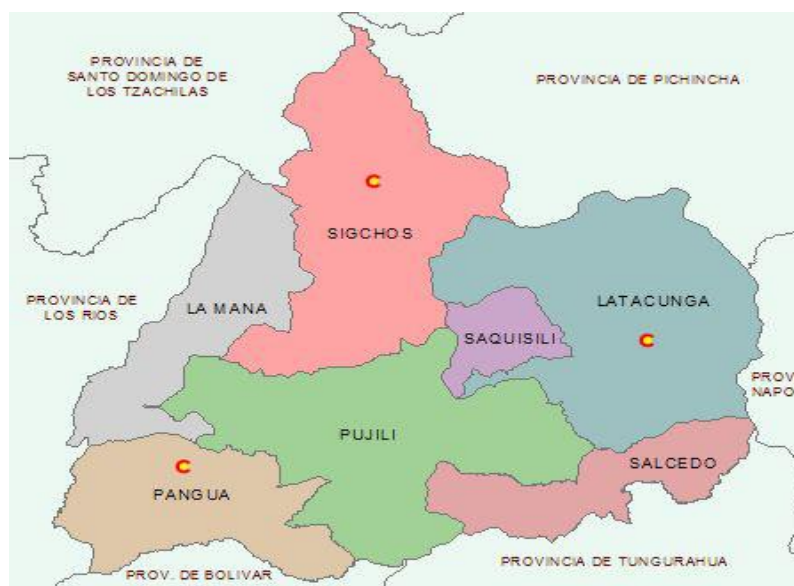 PROVINCIA DE
SANTO DOMINGO DE
LOS TZACHILAS
PROVINCIA DE PICHINCHA
C
SIGCHOS
PROVINCIA DE
LOS RIOS
LA MANA
LATACUNGA
SAQUISILI
C
PROV
NAPO
PUJILI
C
PANGUA
SALCEDO
PROVINCIA DE TUNGURAHUA
PROV. DE BOLIVAR